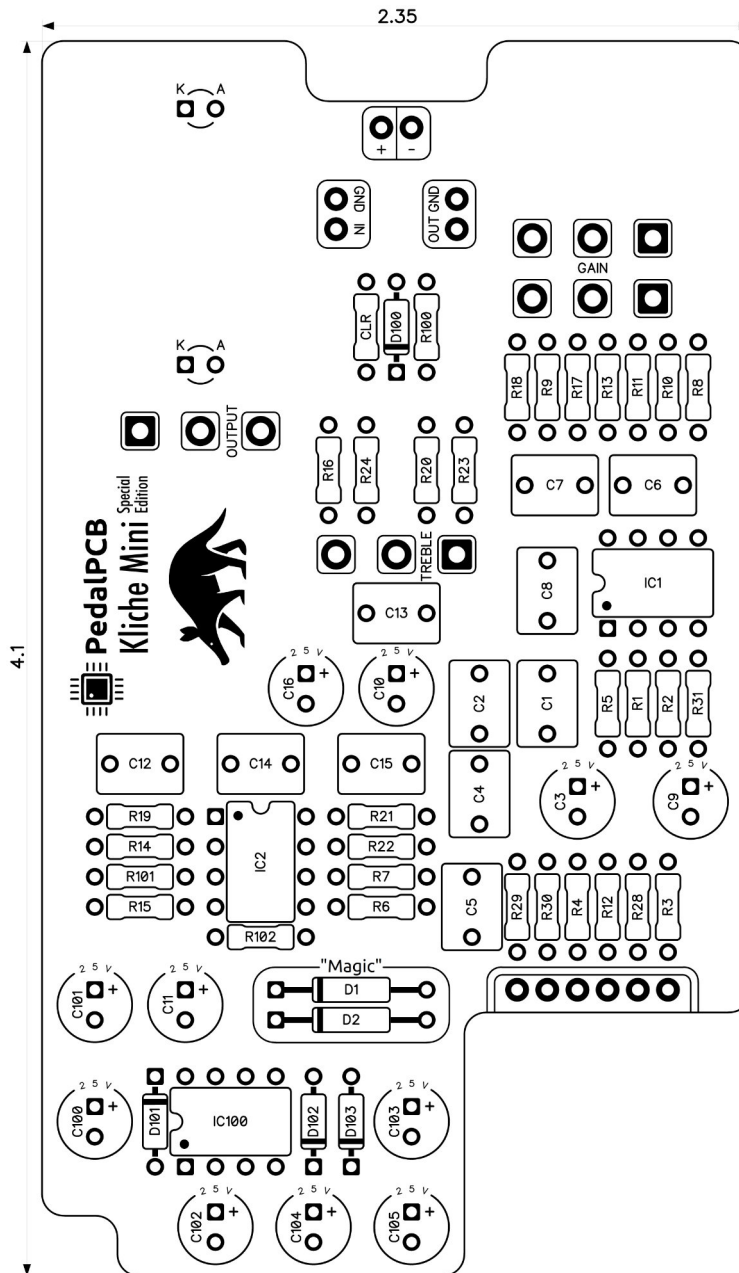 2.35
4.1
K A
+ -
GND
IN
OUT GND
GAIN
CLR
D100
R100
K A
R18
R9
R17
R13
R11
R10
R8
OUTPUT
R16
R24
R20
R23
C7
C6
PedalPCB
Kliche Mini Special Edition
TREBLE
C8
IC1
C13
25V
C16 +
25V
C10 +
C2
C1
R5
R1
R2
R31
C12
C14
C15
C4
25V
C3 +
25V
C9 +
R19
R14
R101
R15
IC2
R21
R22
R7
R6
R102
C5
R29
R30
R4
R12
R28
R3
"Magic"
D1
D2
25V
C101 +
25V
C11 +
25V
C100 +
D101
IC100
D102
D103
25V
C103 +
25V
C102 +
25V
C104 +
25V
C105 +